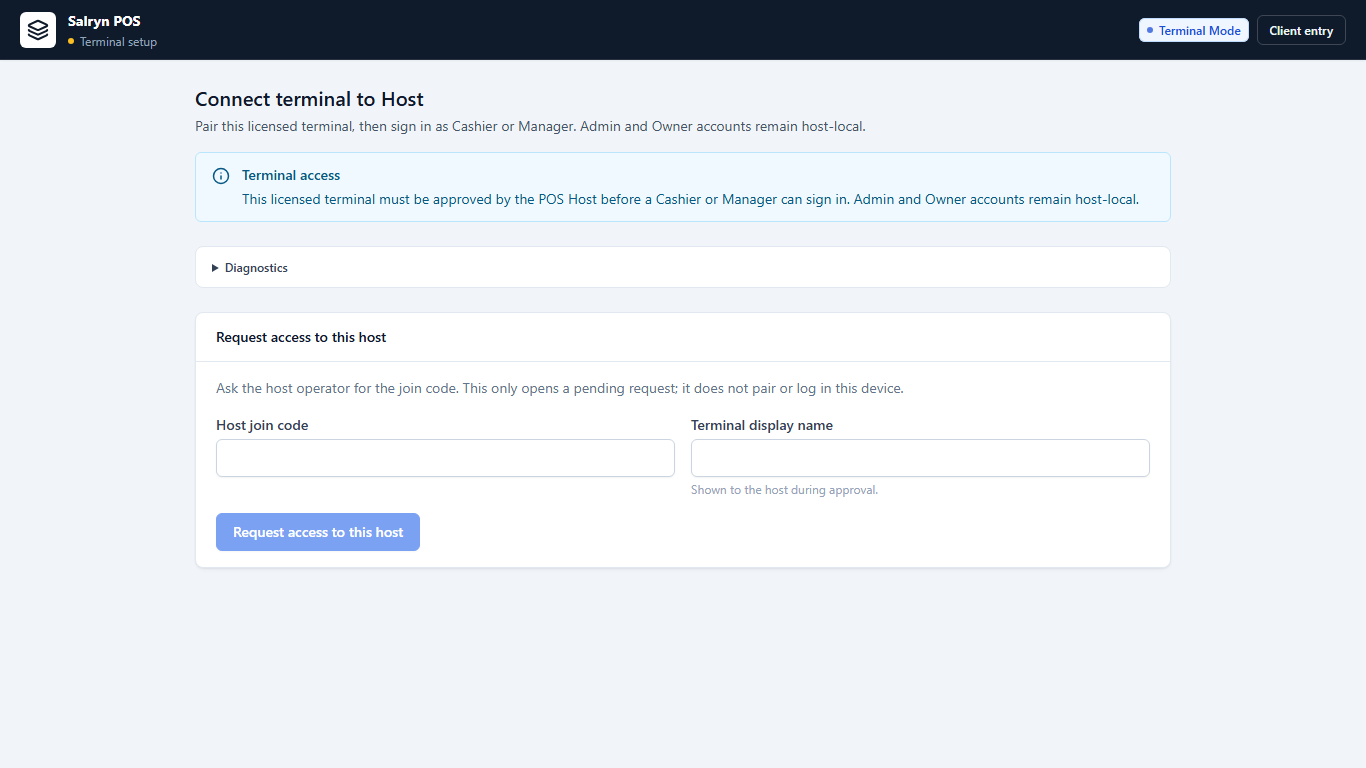 Salryn POS
Terminal setup
Terminal Mode
Client entry
Connect terminal to Host
Pair this licensed terminal, then sign in as Cashier or Manager. Admin and Owner accounts remain host-local.
Terminal access
This licensed terminal must be approved by the POS Host before a Cashier or Manager can sign in. Admin and Owner accounts remain host-local.
Diagnostics
Request access to this host
Ask the host operator for the join code. This only opens a pending request; it does not pair or log in this device.
Host join code
Terminal display name
Shown to the host during approval.
Request access to this host